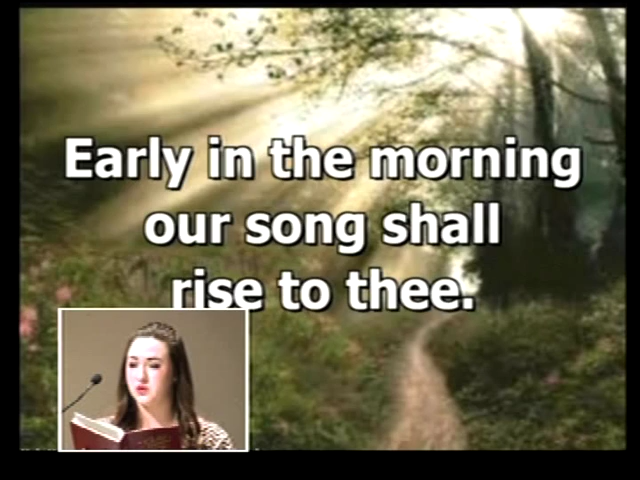 Early in the morning
our song shall
rise to thee.